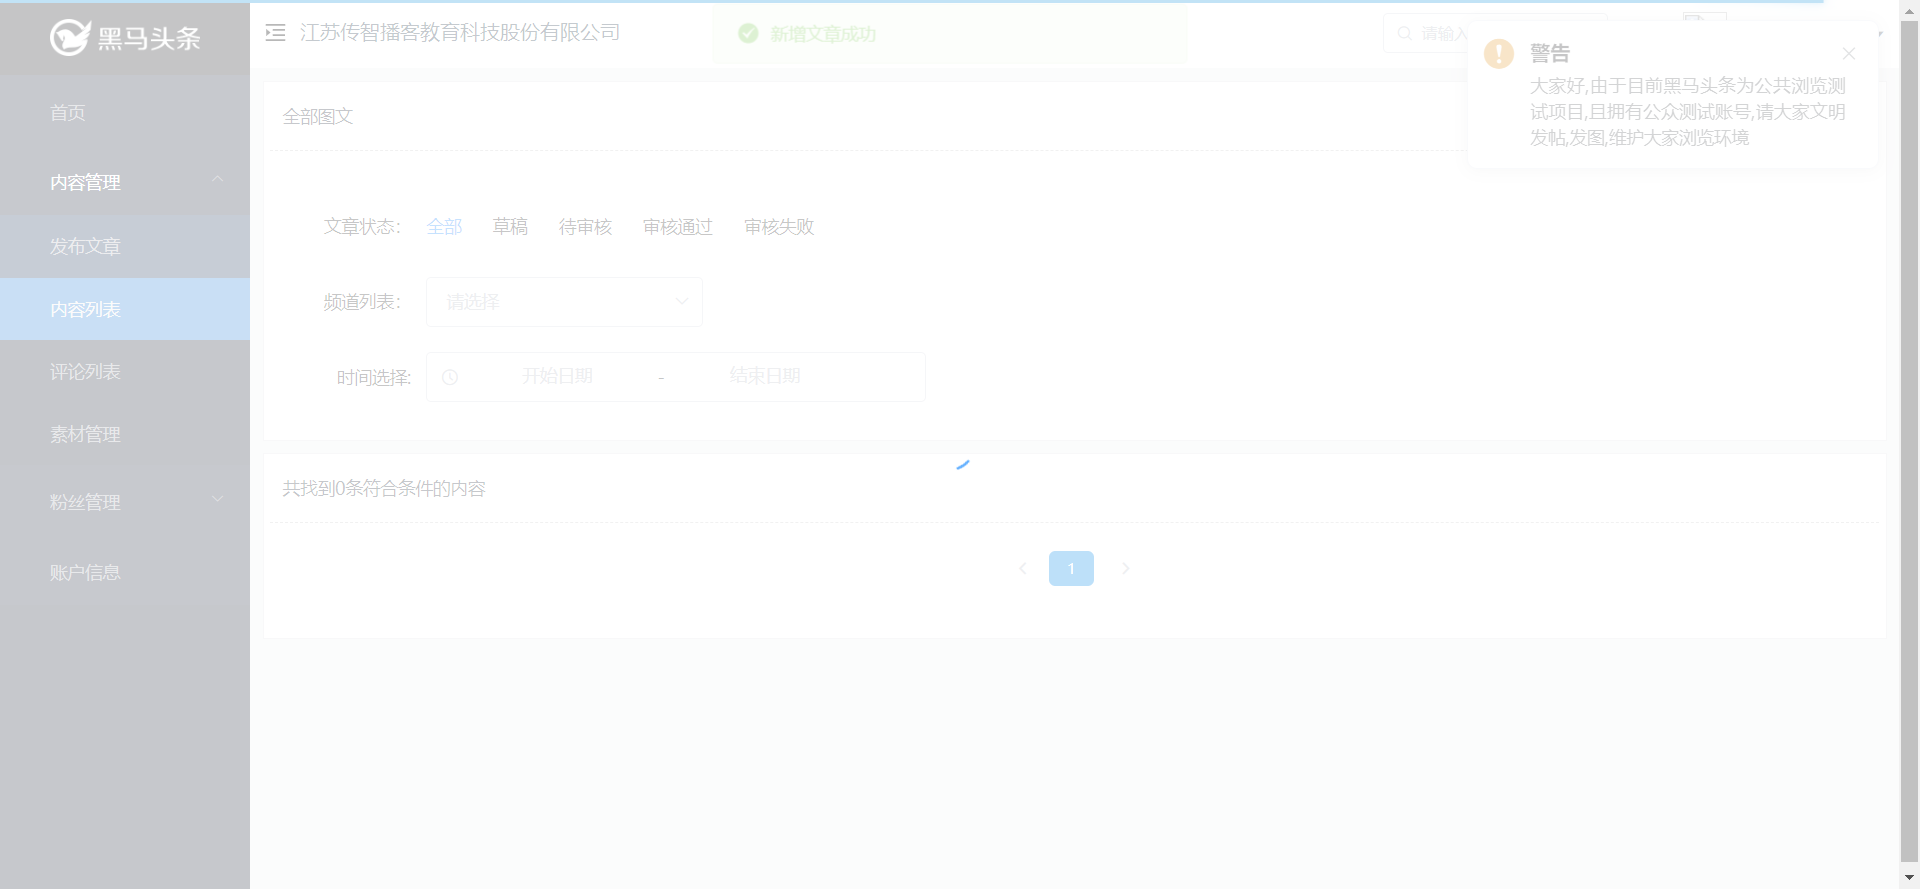 黑马头条
江苏传智播客教育科技股份有限公司
新增文章成功
请输入
警告
大家好,由于目前黑马头条为公共浏览测
试项目,且拥有公众测试账号,请大家文明
发帖,发图,维护大家浏览环境
首页
内容管理
发布文章
内容列表
评论列表
素材管理
粉丝管理
账户信息
全部图文
文章状态: 全部 草稿 待审核 审核通过 审核失败
频道列表: 请选择
时间选择: 开始日期 - 结束日期
共找到0条符合条件的内容
1